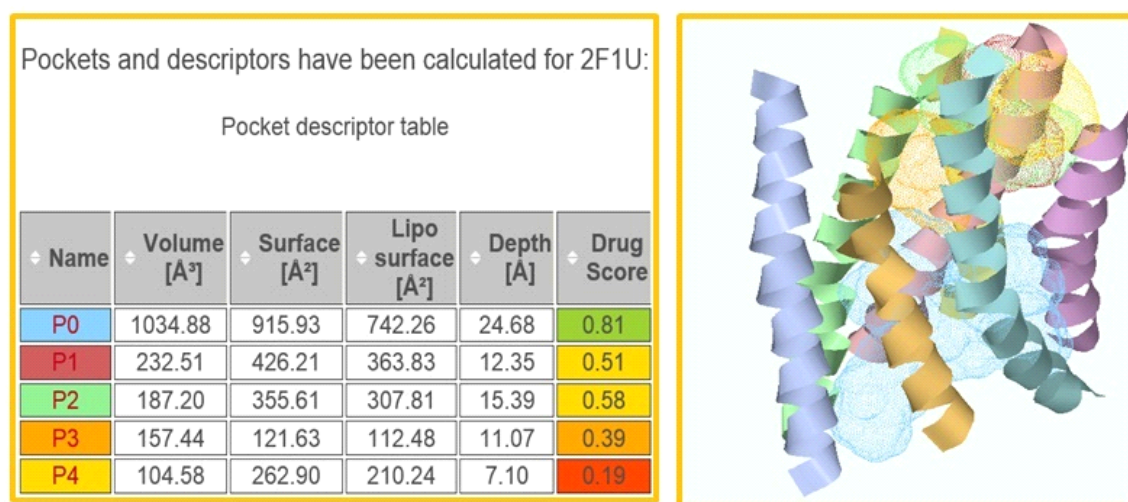 Pockets and descriptors have been calculated for 2F1U:
Pocket descriptor table
Name Volume [Å³] Surface [Å²] Lipo surface [Å²] Depth [Å] Drug Score
P0 1034.88 915.93 742.26 24.68 0.81
P1 232.51 426.21 363.83 12.35 0.51
P2 187.20 355.61 307.81 15.39 0.58
P3 157.44 121.63 112.48 11.07 0.39
P4 104.58 262.90 210.24 7.10 0.19